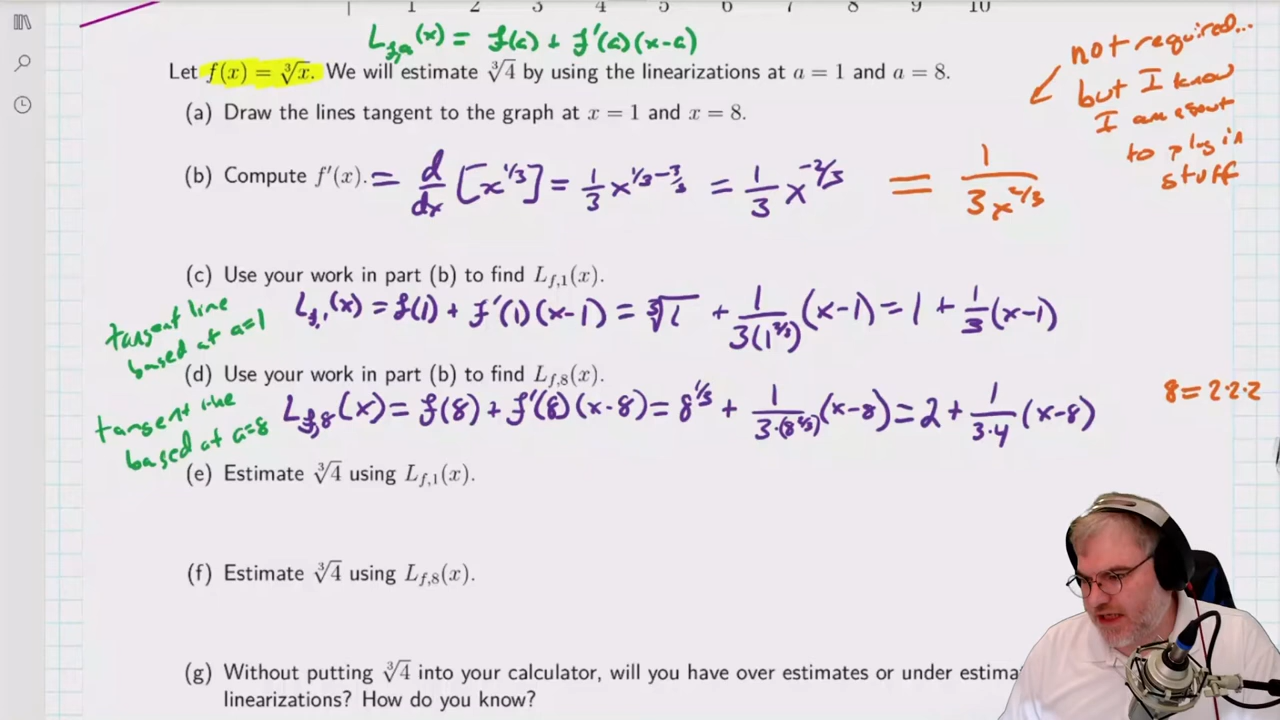 1 2 3 4 5 6 7 8 9 10
L_{f,a}(x) = f(a) + f'(a)(x-a)
Let f(x) = ∛x. We will estimate ∛4 by using the linearizations at a = 1 and a = 8.
not required...
but I know
I am about
to plug in
stuff
(a) Draw the lines tangent to the graph at x = 1 and x = 8.
(b) Compute f′(x). = d/dx [x^{1/3}] = 1/3 x^{1/3 - 3/3} = 1/3 x^{-2/3} = 1/(3x^{2/3})
(c) Use your work in part (b) to find L_{f,1}(x).
tangent line
based at a=1
L_{f,1}(x) = f(1) + f'(1)(x-1) = ∛1 + 1/(3(1^{2/3}))(x-1) = 1 + 1/3(x-1)
(d) Use your work in part (b) to find L_{f,8}(x).
tangent line
based at a=8
L_{f,8}(x) = f(8) + f'(8)(x-8) = 8^{1/3} + 1/(3·(8^{2/3}))(x-8) = 2 + 1/(3·4)(x-8)
8 = 2·2·2
(e) Estimate ∛4 using L_{f,1}(x).
(f) Estimate ∛4 using L_{f,8}(x).
(g) Without putting ∛4 into your calculator, will you have over estimates or under estima
linearizations? How do you know?